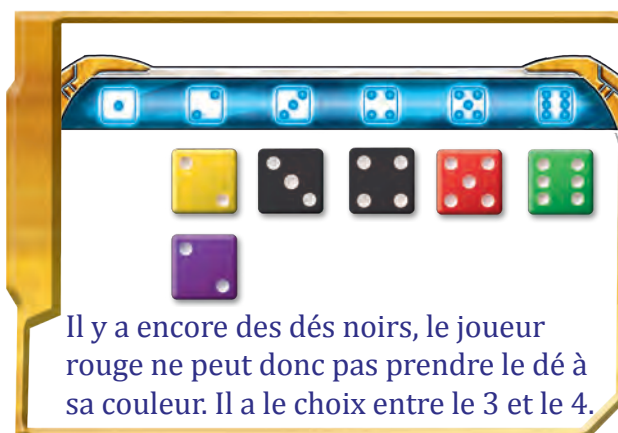 Il y a encore des dés noirs, le joueur
rouge ne peut donc pas prendre le dé à
sa couleur. Il a le choix entre le 3 et le 4.